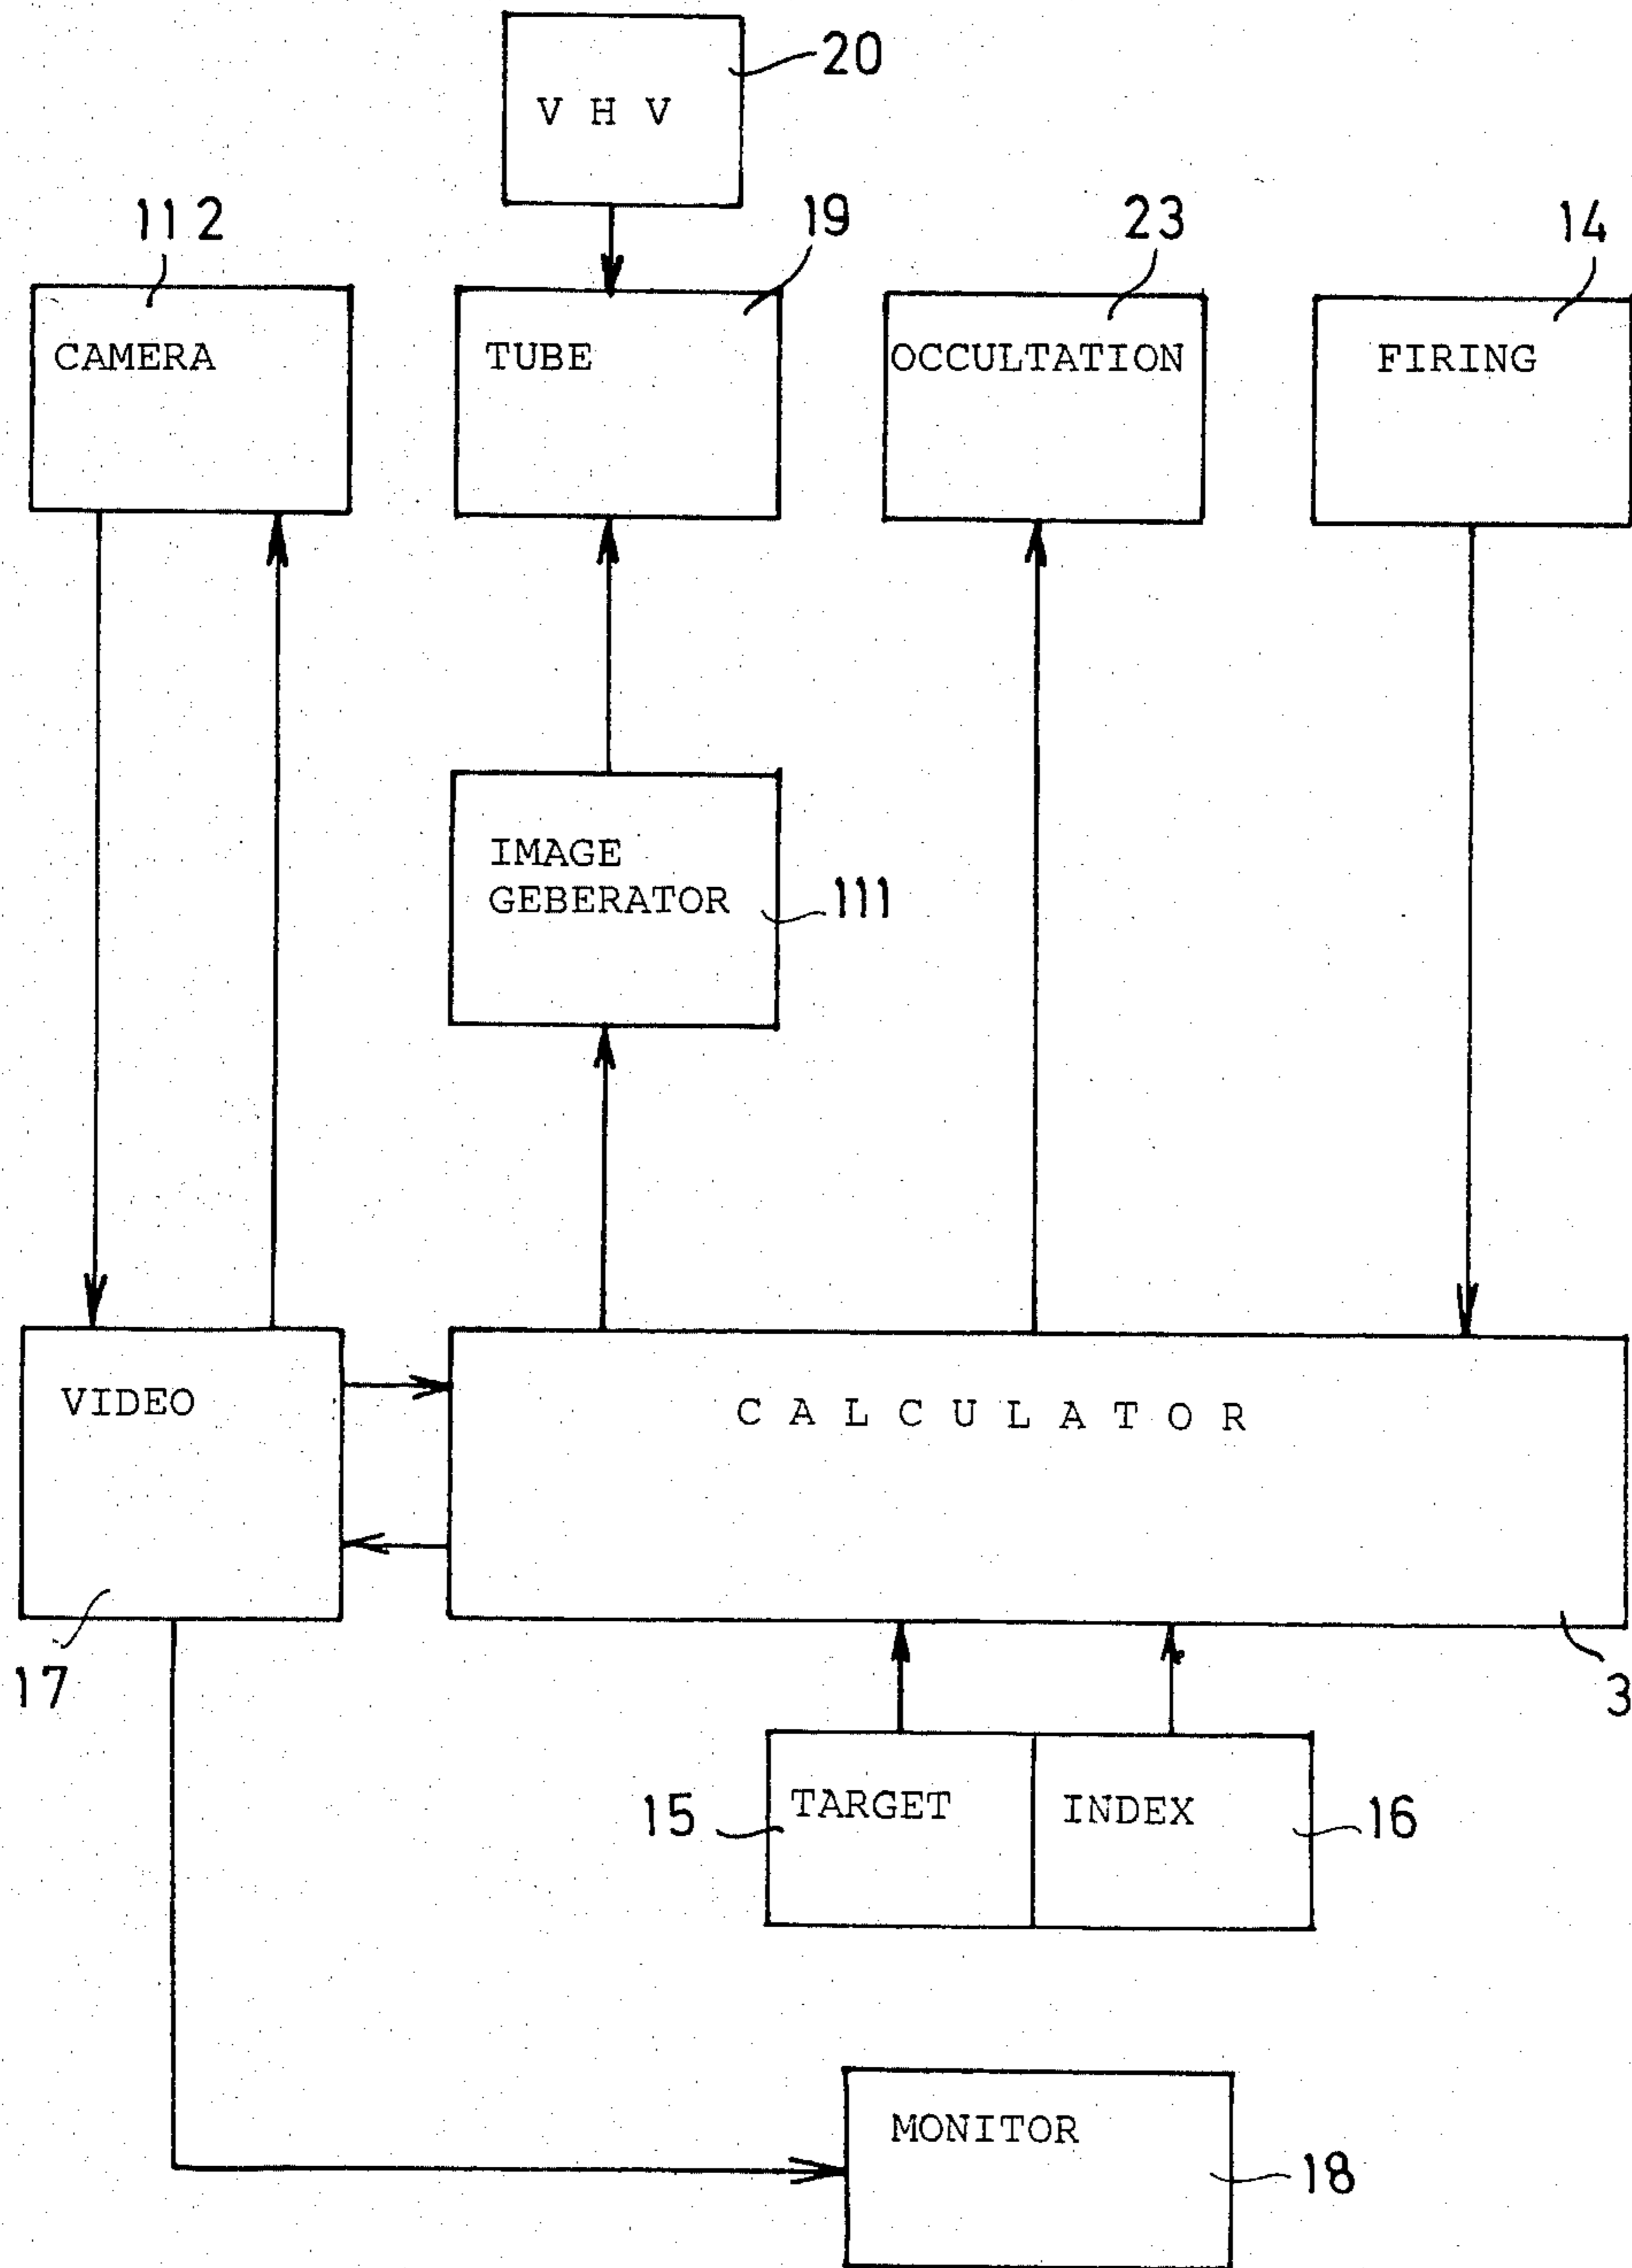 20
V H V
112
19
23
14
CAMERA
TUBE
OCCULTATION
FIRING
IMAGE
GEBERATOR
111
VIDEO
C A L C U L A T O R
17
3
15
TARGET
INDEX
16
MONITOR
18